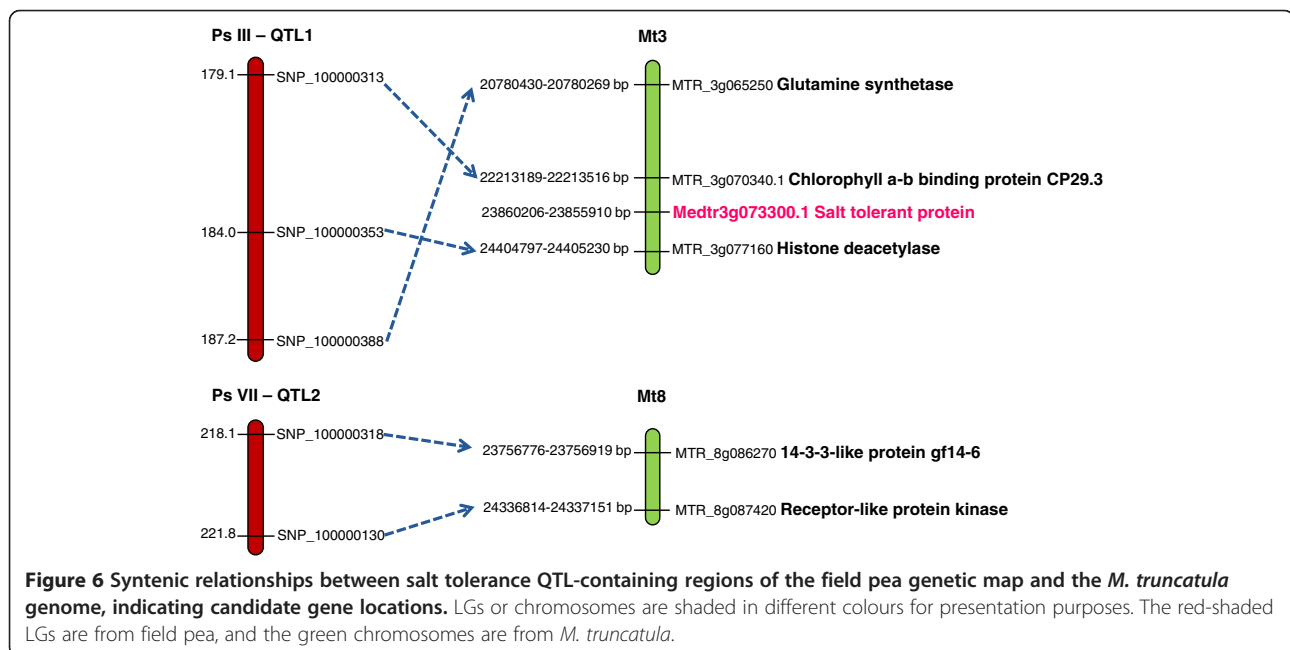 Ps III – QTL1
Mt3
179.1
SNP_100000313
20780430-20780269 bp
MTR_3g065250 Glutamine synthetase
22213189-22213516 bp
MTR_3g070340.1 Chlorophyll a-b binding protein CP29.3
23860206-23855910 bp
Medtr3g073300.1 Salt tolerant protein
184.0
SNP_100000353
24404797-24405230 bp
MTR_3g077160 Histone deacetylase
187.2
SNP_100000388
Ps VII – QTL2
Mt8
218.1
SNP_100000318
23756776-23756919 bp
MTR_8g086270 14-3-3-like protein gf14-6
24336814-24337151 bp
MTR_8g087420 Receptor-like protein kinase
221.8
SNP_100000130
Figure 6 Syntenic relationships between salt tolerance QTL-containing regions of the field pea genetic map and the M. truncatula
genome, indicating candidate gene locations. LGs or chromosomes are shaded in different colours for presentation purposes. The red-shaded
LGs are from field pea, and the green chromosomes are from M. truncatula.